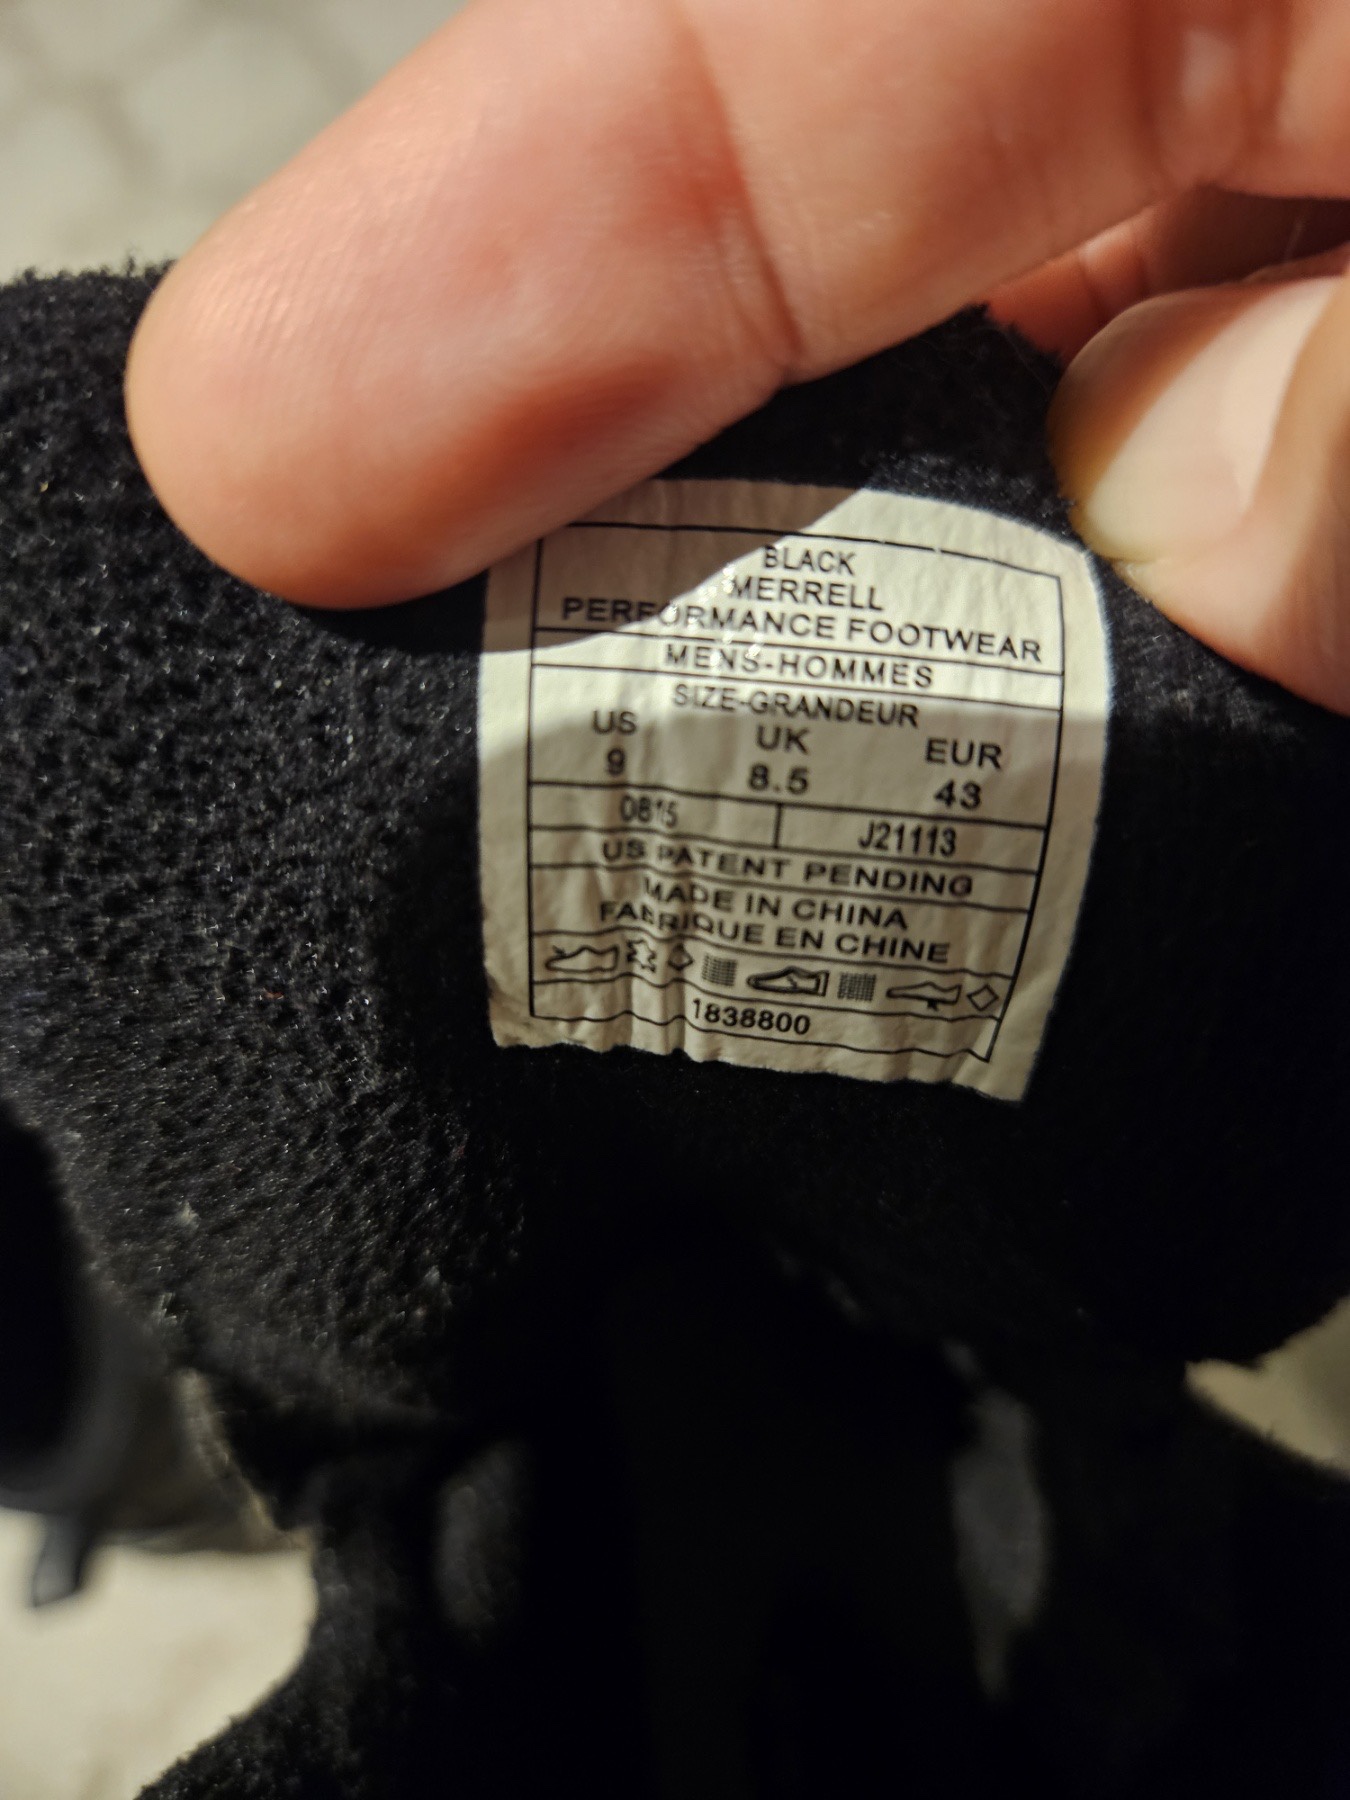 BLACK
MERRELL
PERFORMANCE FOOTWEAR
MENS-HOMMES
SIZE-GRANDEUR
US UK EUR
9 8.5 43
0815 J21113
US PATENT PENDING
MADE IN CHINA
FABRIQUE EN CHINE
1838800